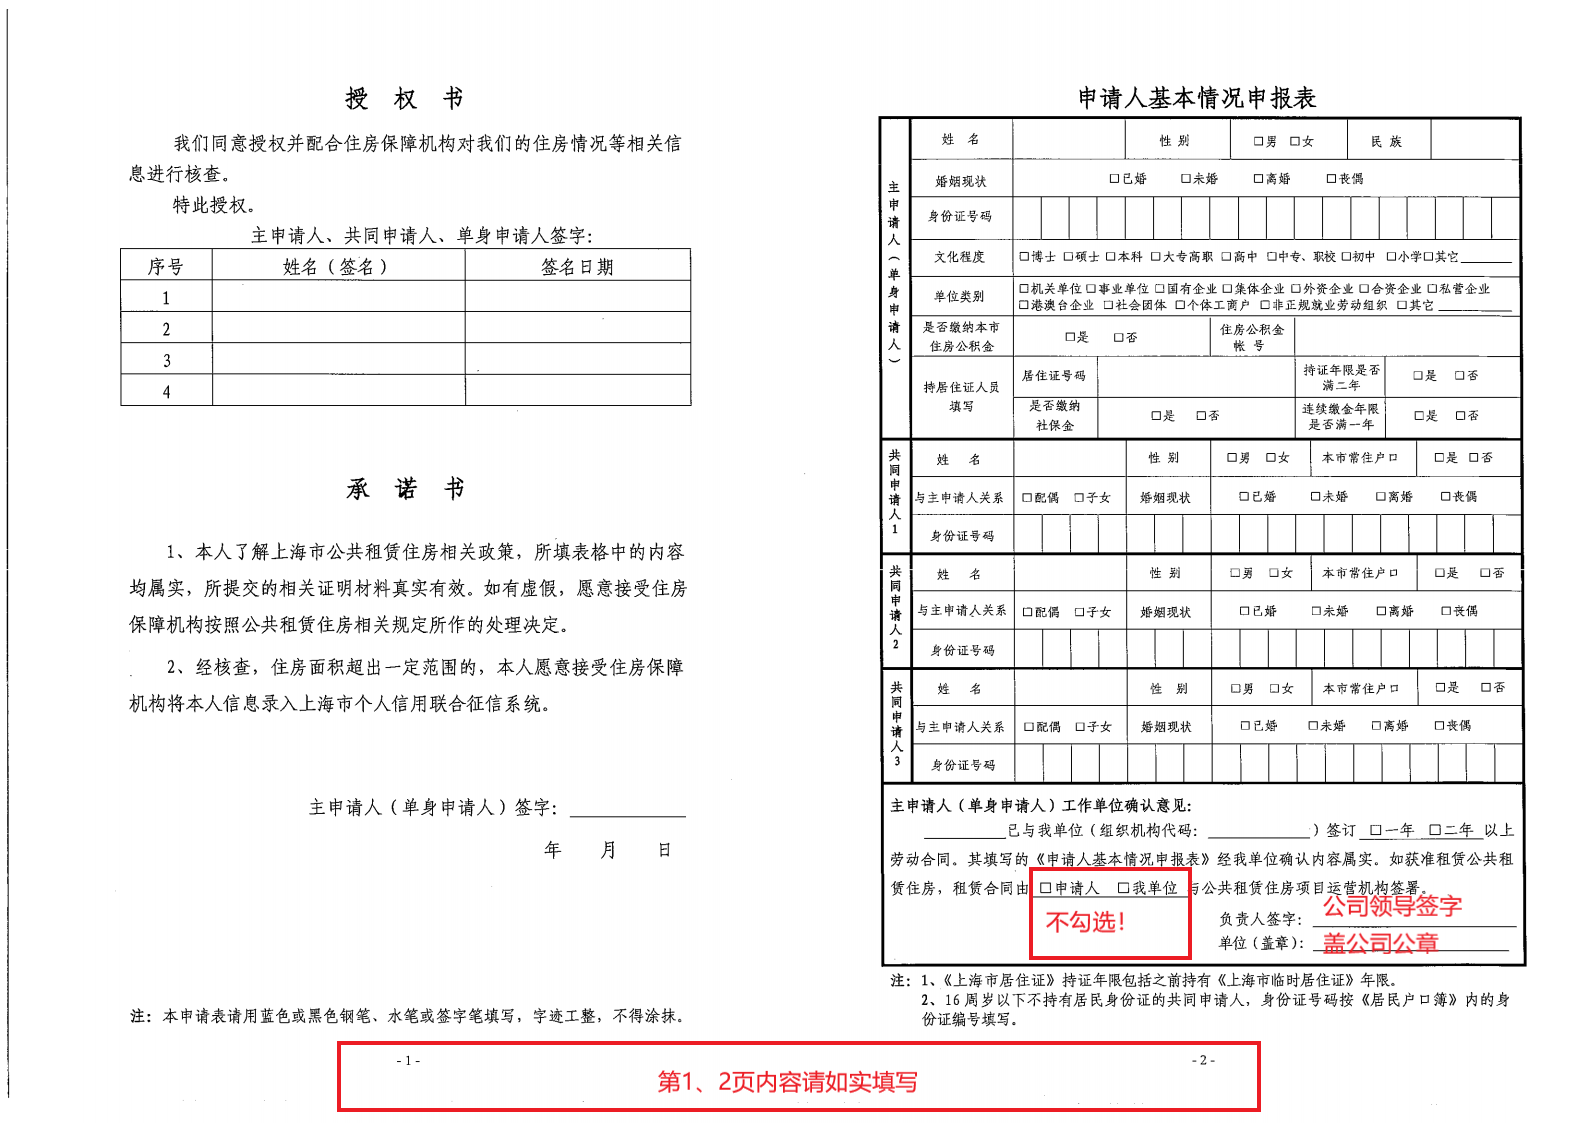 授 权 书
我们同意授权并配合住房保障机构对我们的住房情况等相关信
息进行核查。
特此授权。
主申请人、共同申请人、单身申请人签字：
序号 姓名（签名） 签名日期
1
2
3
4
承 诺 书
1、本人了解上海市公共租赁住房相关政策，所填表格中的内容
均属实，所提交的相关证明材料真实有效。如有虚假，愿意接受住房
保障机构按照公共租赁住房相关规定所作的处理决定。
2、经核查，住房面积超出一定范围的，本人愿意接受住房保障
机构将本人信息录入上海市个人信用联合征信系统。
主申请人（单身申请人）签字：
年 月 日
注：本申请表请用蓝色或黑色钢笔、水笔或签字笔填写，字迹工整，不得涂抹。
-1-
申请人基本情况申报表
主申请人（单身申请人）
姓 名 性 别 □男 □女 民 族
婚姻现状 □已婚 □未婚 □离婚 □丧偶
身份证号码
文化程度 □博士 □硕士 □本科 □大专高职 □高中 □中专、职校 □初中 □小学 □其它
单位类别 □机关单位 □事业单位 □国有企业 □集体企业 □外资企业 □合资企业 □私营企业
□港澳台企业 □社会团体 □个体工商户 □非正规就业劳动组织 □其它
是否缴纳本市
住房公积金 □是 □否 住房公积金
帐 号
持居住证人员
填写
居住证号码 持证年限是否
满二年 □是 □否
是否缴纳
社保金 □是 □否 连续缴金年限
是否满一年 □是 □否
共同申请人1
姓 名 性 别 □男 □女 本市常住户口 □是 □否
与主申请人关系 □配偶 □子女 婚姻现状 □已婚 □未婚 □离婚 □丧偶
身份证号码
共同申请人2
姓 名 性 别 □男 □女 本市常住户口 □是 □否
与主申请人关系 □配偶 □子女 婚姻现状 □已婚 □未婚 □离婚 □丧偶
身份证号码
共同申请人3
姓 名 性 别 □男 □女 本市常住户口 □是 □否
与主申请人关系 □配偶 □子女 婚姻现状 □已婚 □未婚 □离婚 □丧偶
身份证号码
主申请人（单身申请人）工作单位确认意见：
已与我单位（组织机构代码： ）签订 □一年 □二年 以上
劳动合同。其填写的《申请人基本情况申报表》经我单位确认内容属实。如获准租赁公共租
赁住房，租赁合同由 □申请人 □我单位 与公共租赁住房项目运营机构签署。
不勾选！
负责人签字： 公司领导签字
单位（盖章）： 盖公司公章
注：1、《上海市居住证》持证年限包括之前持有《上海市临时居住证》年限。
2、16周岁以下不持有居民身份证的共同申请人，身份证号码按《居民户口簿》内的身
份证编号填写。
-2-
第1、2页内容请如实填写